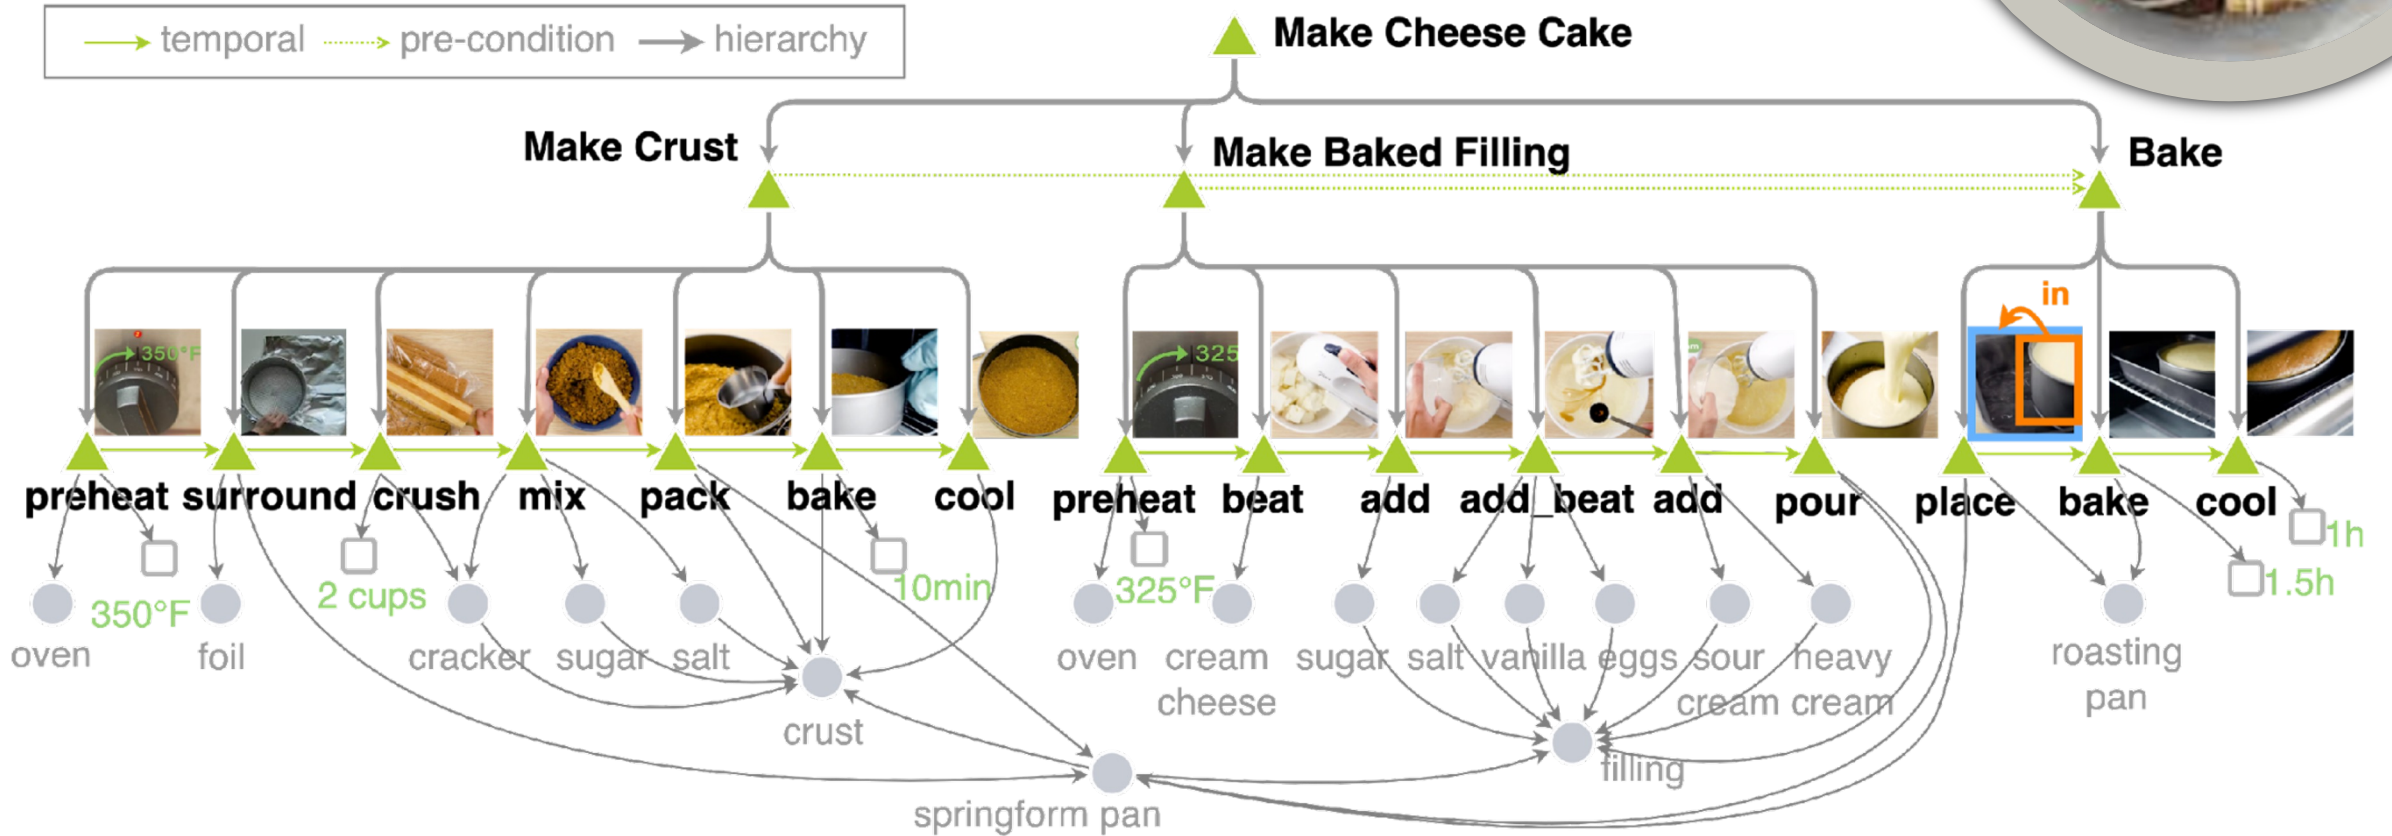 temporal pre-condition hierarchy
Make Cheese Cake
Make Crust
Make Baked Filling
Bake
in
350°F
325
preheat surround crush mix pack bake cool preheat beat add add_beat add pour place bake cool
1h
2 cups
10min
325°F
1.5h
350°F
oven foil cracker sugar salt oven cream sugar salt vanilla eggs sour heavy roasting
cheese cream cream pan
crust
filling
springform pan